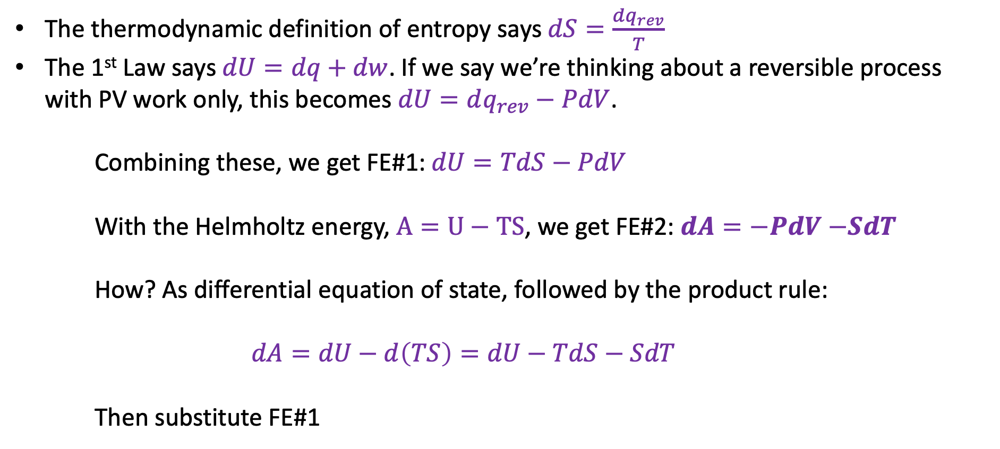 • The thermodynamic definition of entropy says $dS = \frac{dq_{rev}}{T}$
• The 1ˢᵗ Law says $dU = dq + dw$. If we say we’re thinking about a reversible process
with PV work only, this becomes $dU = dq_{rev} − PdV$.
Combining these, we get FE#1: $dU = TdS − PdV$
With the Helmholtz energy, A = U − TS, we get FE#2: $dA = −PdV −SdT$
How? As differential equation of state, followed by the product rule:
$dA = dU − d(TS) = dU − TdS − SdT$
Then substitute FE#1